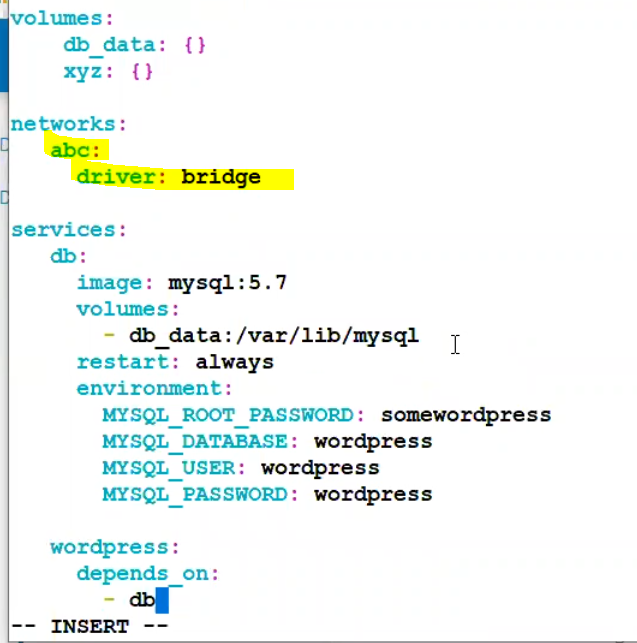 volumes:
    db_data: {}
    xyz: {}

networks:
   abc:
     driver: bridge

services:
   db:
     image: mysql:5.7
     volumes:
       - db_data:/var/lib/mysql
     restart: always
     environment:
       MYSQL_ROOT_PASSWORD: somewordpress
       MYSQL_DATABASE: wordpress
       MYSQL_USER: wordpress
       MYSQL_PASSWORD: wordpress

   wordpress:
     depends_on:
       - db
-- INSERT --